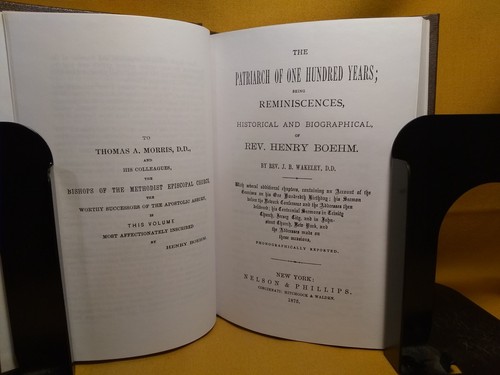 TO
THOMAS A. MORRIS, D.D.,
AND
HIS COLLEAGUES,
THE
BISHOPS OF THE METHODIST EPISCOPAL CHURCH,
THE
WORTHY SUCCESSORS OF THE APOSTOLIC ASBURY,
IS
THIS VOLUME
MOST AFFECTIONATELY INSCRIBED
BY
HENRY BOEHM.
THE
PATRIARCH OF ONE HUNDRED YEARS;
BEING
REMINISCENCES,
HISTORICAL AND BIOGRAPHICAL,
OF
REV. HENRY BOEHM.
BY REV. J. B. WAKELEY, D.D.
With several additional chapters, containing an Account of the
Exercises on his One Hundredth Birthday; his Sermon
before the Newark Conference and the Addresses then
delivered; his Centennial Sermons in Trinity
Church, Jersey City, and in John-
street Church, New York, and
the Addresses made on
those occasions.
PHONOGRAPHICALLY REPORTED.
NEW YORK:
NELSON & PHILLIPS.
CINCINNATI: HITCHCOCK & WALDEN.
1875.